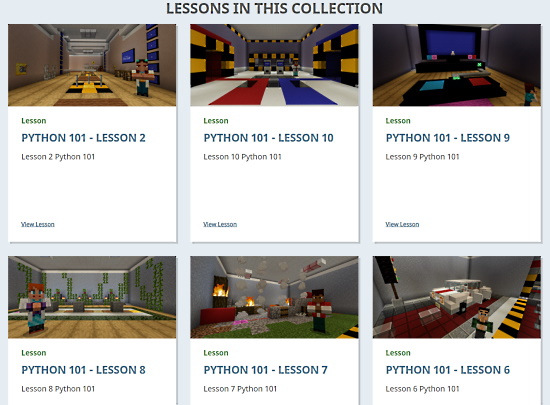 LESSONS IN THIS COLLECTION
Lesson
PYTHON 101 - LESSON 2
Lesson 2 Python 101
View Lesson
Lesson
PYTHON 101 - LESSON 10
Lesson 10 Python 101
View Lesson
Lesson
PYTHON 101 - LESSON 9
Lesson 9 Python 101
View Lesson
Lesson
PYTHON 101 - LESSON 8
Lesson 8 Python 101
Lesson
PYTHON 101 - LESSON 7
Lesson 7 Python 101
Lesson
PYTHON 101 - LESSON 6
Lesson 6 Python 101